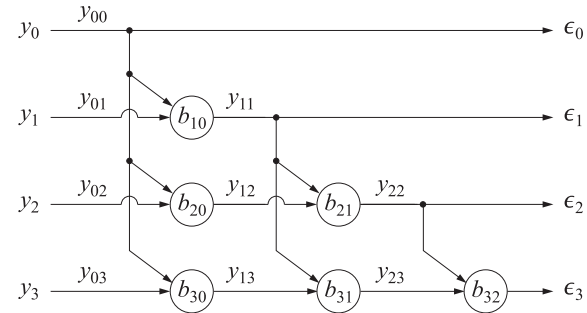 y₀ y₀₀ ϵ₀
y₁ y₀₁ b₁₀ y₁₁ ϵ₁
y₂ y₀₂ b₂₀ y₁₂ b₂₁ y₂₂ ϵ₂
y₃ y₀₃ b₃₀ y₁₃ b₃₁ y₂₃ b₃₂ ϵ₃